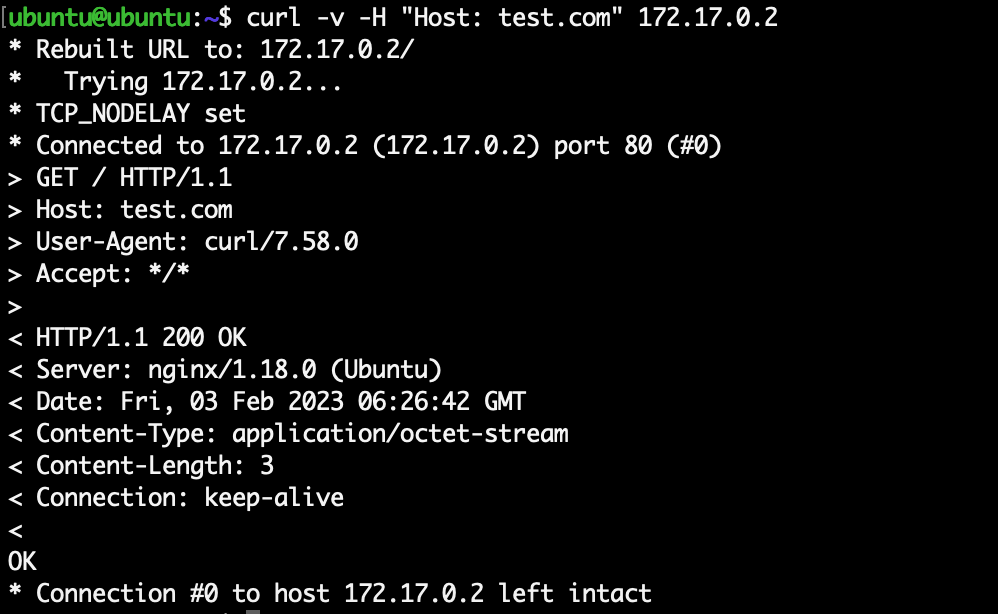 ubuntu@ubuntu:~$ curl -v -H "Host: test.com" 172.17.0.2
* Rebuilt URL to: 172.17.0.2/
*   Trying 172.17.0.2...
* TCP_NODELAY set
* Connected to 172.17.0.2 (172.17.0.2) port 80 (#0)
> GET / HTTP/1.1
> Host: test.com
> User-Agent: curl/7.58.0
> Accept: */*
>
< HTTP/1.1 200 OK
< Server: nginx/1.18.0 (Ubuntu)
< Date: Fri, 03 Feb 2023 06:26:42 GMT
< Content-Type: application/octet-stream
< Content-Length: 3
< Connection: keep-alive
<
OK
* Connection #0 to host 172.17.0.2 left intact